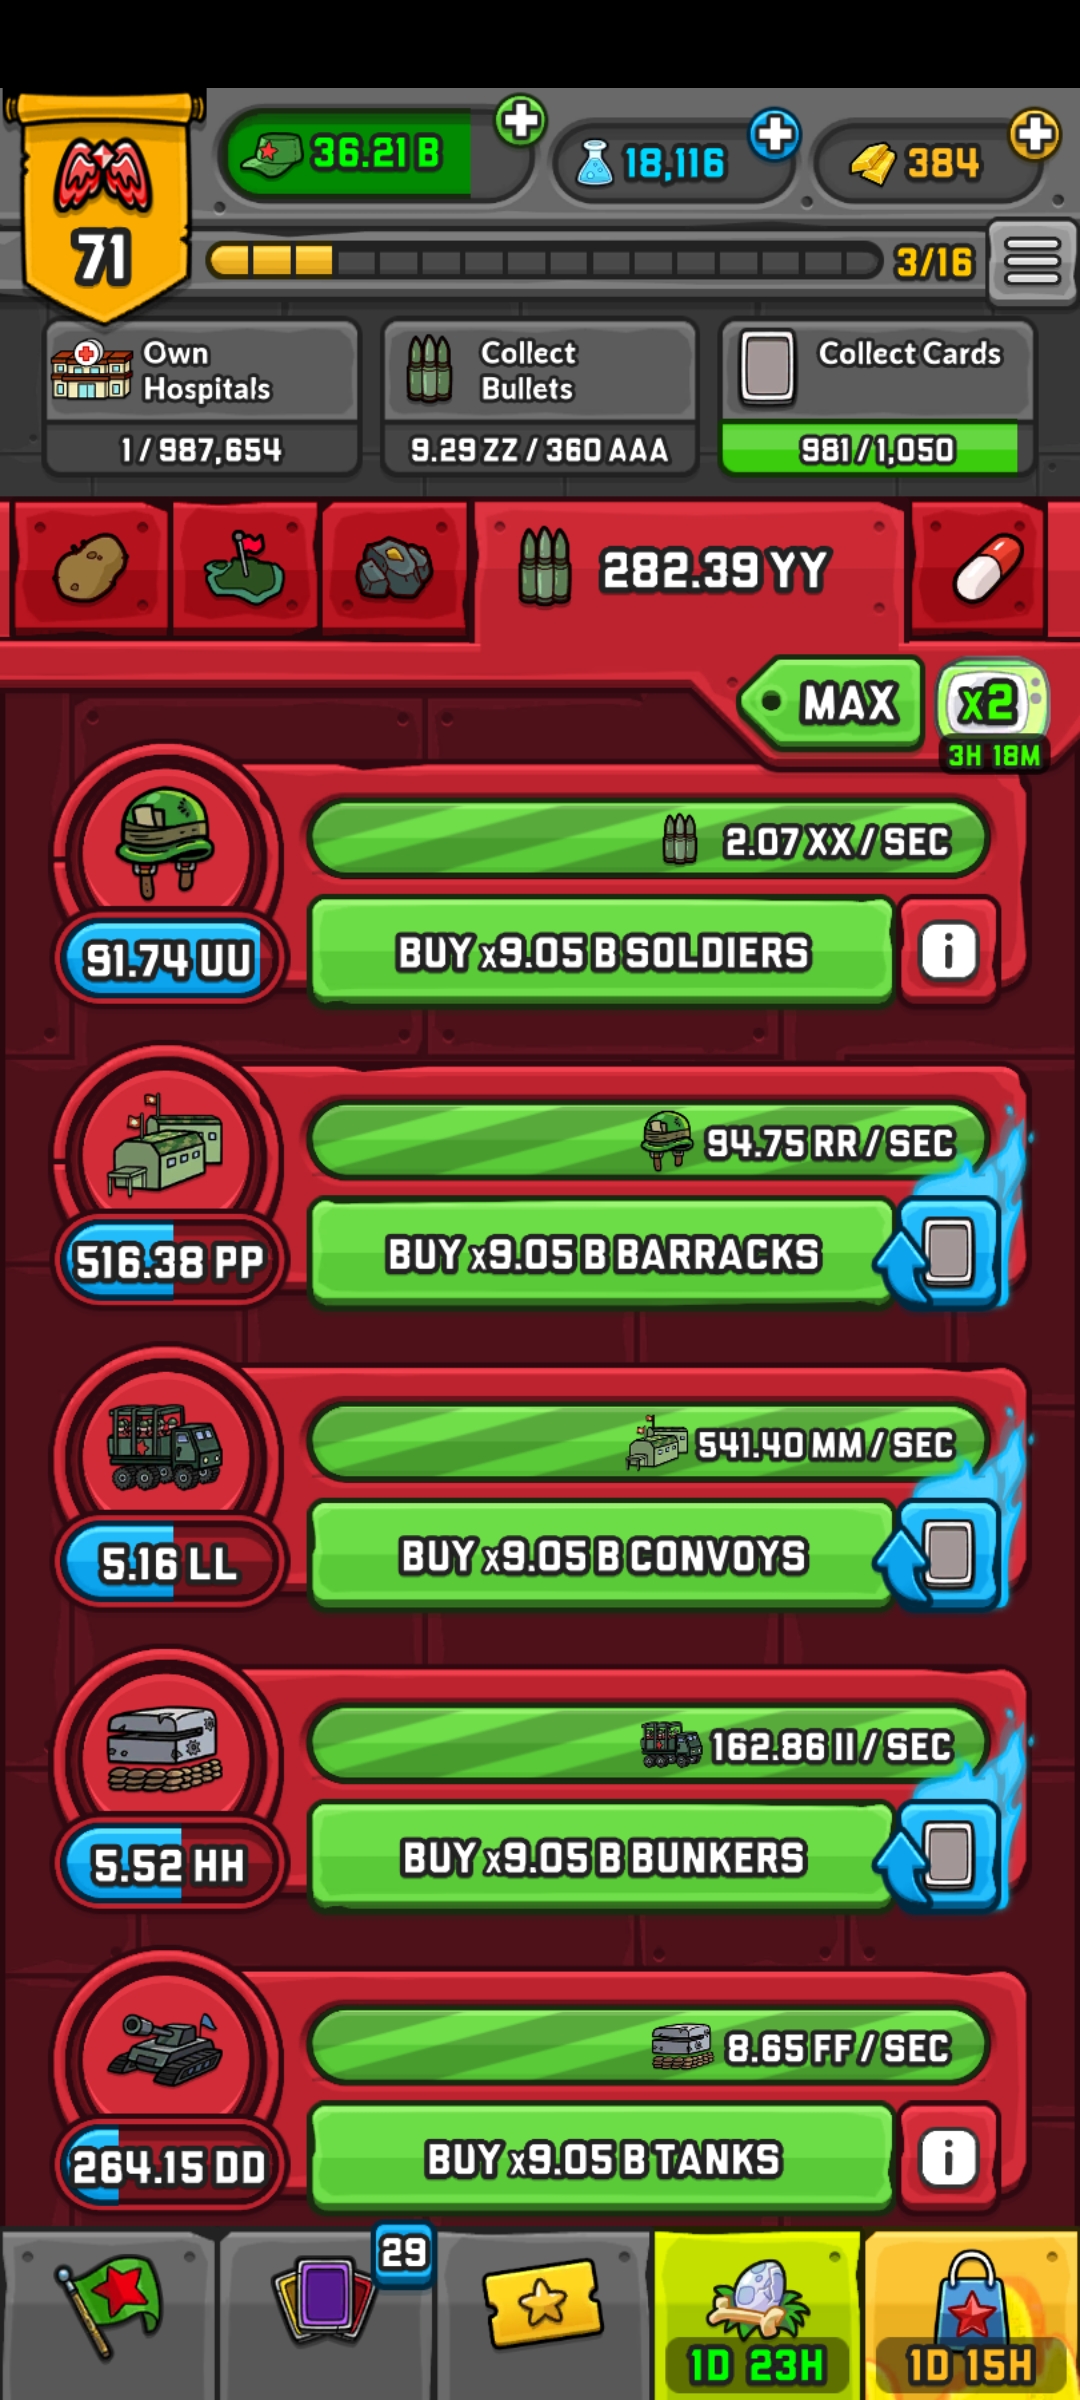 36.21 B
18,116
384
71
3/16
Own
Hospitals
1 / 987,654
Collect
Bullets
9.29 ZZ / 360 AAA
Collect Cards
981 / 1,050
282.39 YY
MAX
x2
3H 18M
2.07 XX / SEC
91.74 UU
BUY x9.05 B SOLDIERS
i
94.75 RR / SEC
516.38 PP
BUY x9.05 B BARRACKS
541.40 MM / SEC
5.16 LL
BUY x9.05 B CONVOYS
162.86 II / SEC
5.52 HH
BUY x9.05 B BUNKERS
8.65 FF / SEC
264.15 DD
BUY x9.05 B TANKS
i
29
1D 23H
1D 15H